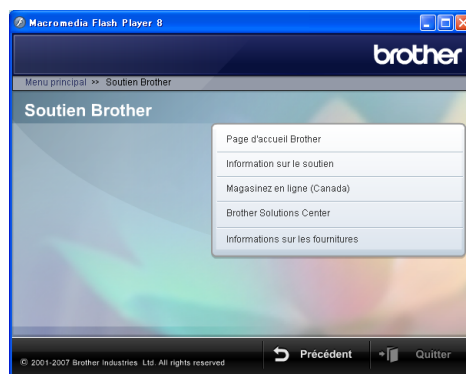 Macromedia Flash Player 8
brother
Menu principal >> Soutien Brother
Soutien Brother
Page d'accueil Brother
Information sur le soutien
Magasinez en ligne (Canada)
Brother Solutions Center
Informations sur les fournitures
© 2001-2007 Brother Industries Ltd. All rights reserved
Précédent
Quitter